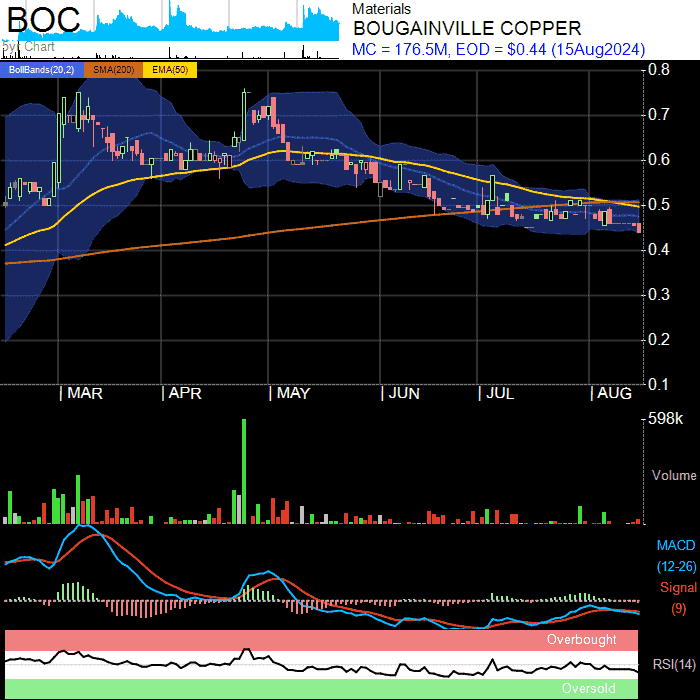 BOC
5yr Chart
Materials
BOUGAINVILLE COPPER
MC = 176.5M, EOD = $0.44 (15Aug2024)
BollBands(20,2) SMA(200) EMA(50)
0.8
0.7
0.6
0.5
0.4
0.3
0.2
0.1
MAR APR MAY JUN JUL AUG
598k
Volume
MACD
(12-26)
Signal
(9)
Overbought
RSI(14)
Oversold